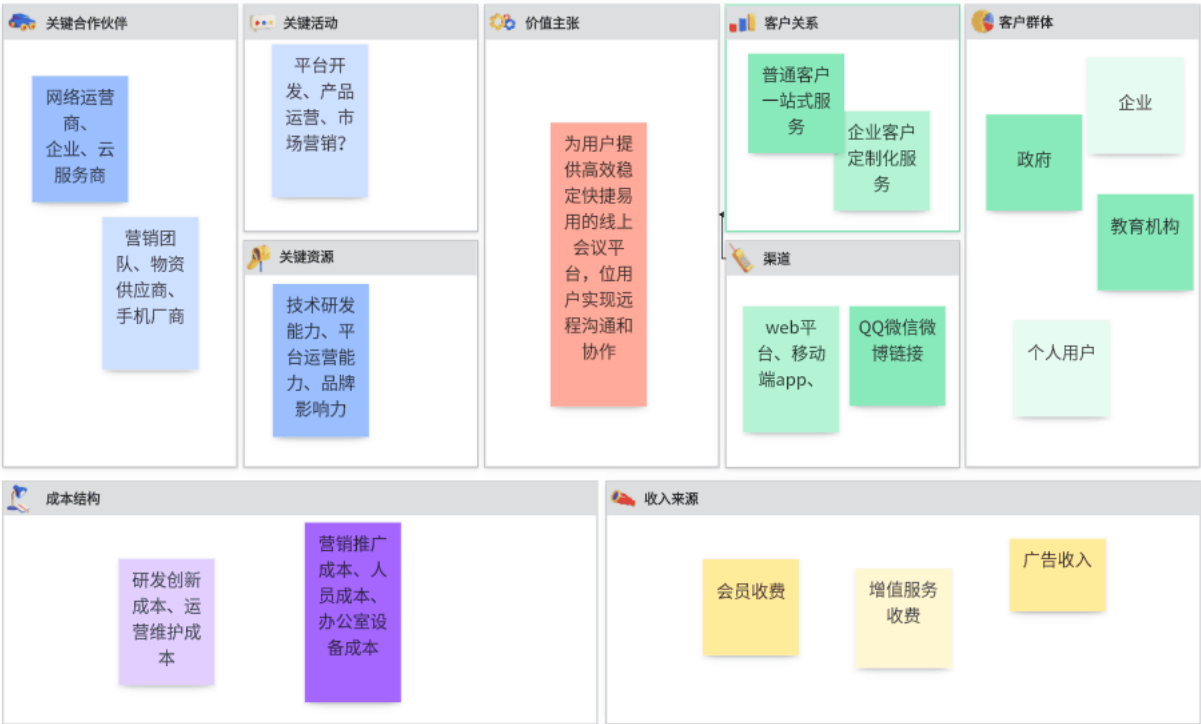 关键合作伙伴
网络运营
商、
企业、云
服务商
营销团
队、物资
供应商、
手机厂商
关键活动
平台开
发、产品
运营、市
场营销?
关键资源
技术研发
能力、平
台运营能
力、品牌
影响力
价值主张
为用户提
供高效稳
定快捷易
用的线上
会议平
台，位用
户实现远
程沟通和
协作
客户关系
普通客户
一站式服
务
企业客户
定制化服
务
渠道
web平
台、移动
端app、
QQ微信微
博链接
客户群体
企业
政府
教育机构
个人用户
成本结构
研发创新
成本、运
营维护成
本
营销推广
成本、人
员成本、
办公室设
备成本
收入来源
会员收费
增值服务
收费
广告收入